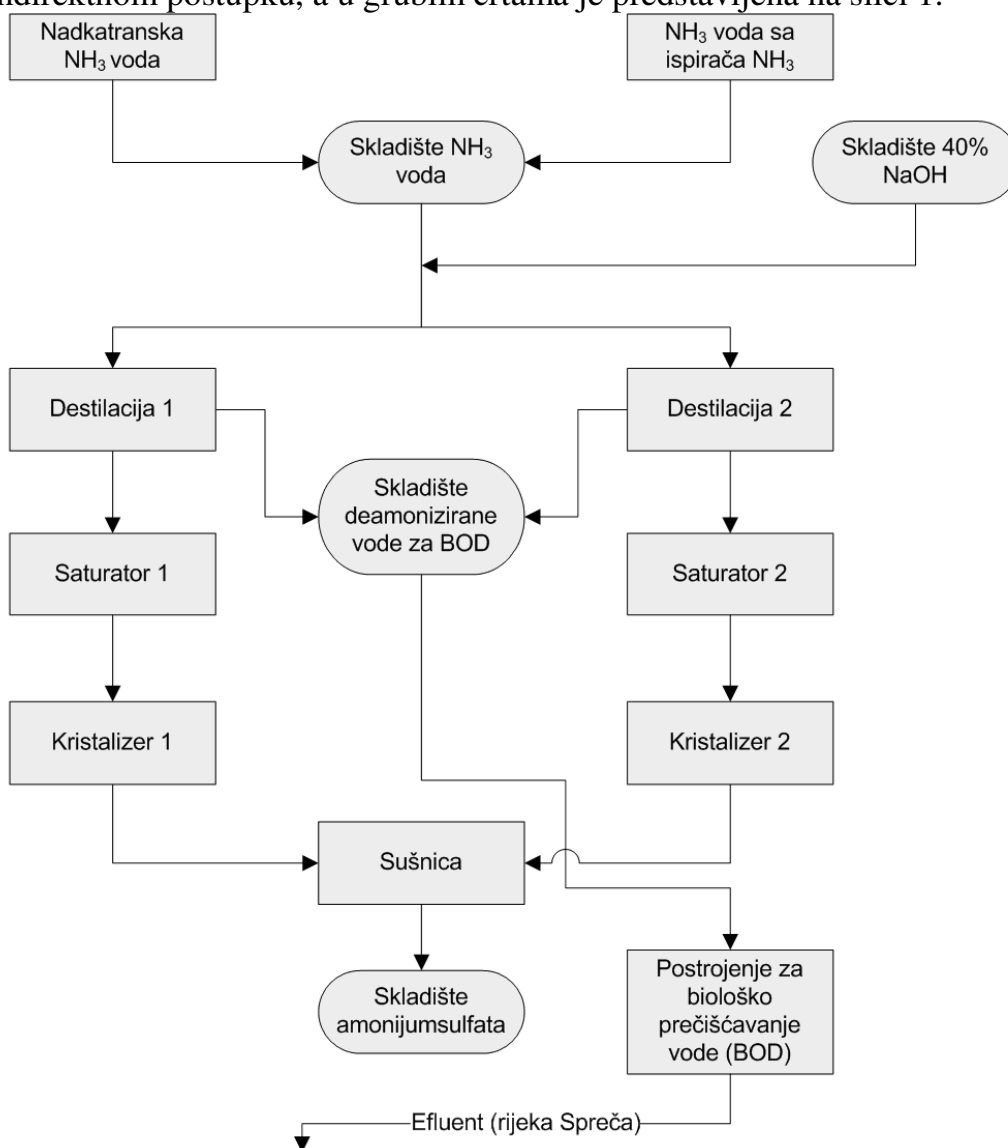 indirektnom postupku, a u grubim crtama je predstavljena na slici 1.
Nadkatranska
NH₃ voda
NH₃ voda sa
ispirača NH₃
Skladište NH₃
voda
Skladište 40%
NaOH
Destilacija 1
Destilacija 2
Skladište
deamonizirane
vode za BOD
Saturator 1
Saturator 2
Kristalizer 1
Kristalizer 2
Sušnica
Skladište
amonijumsulfata
Postrojenje za
biološko
prečišćavanje
vode (BOD)
Efluent (rijeka Spreča)